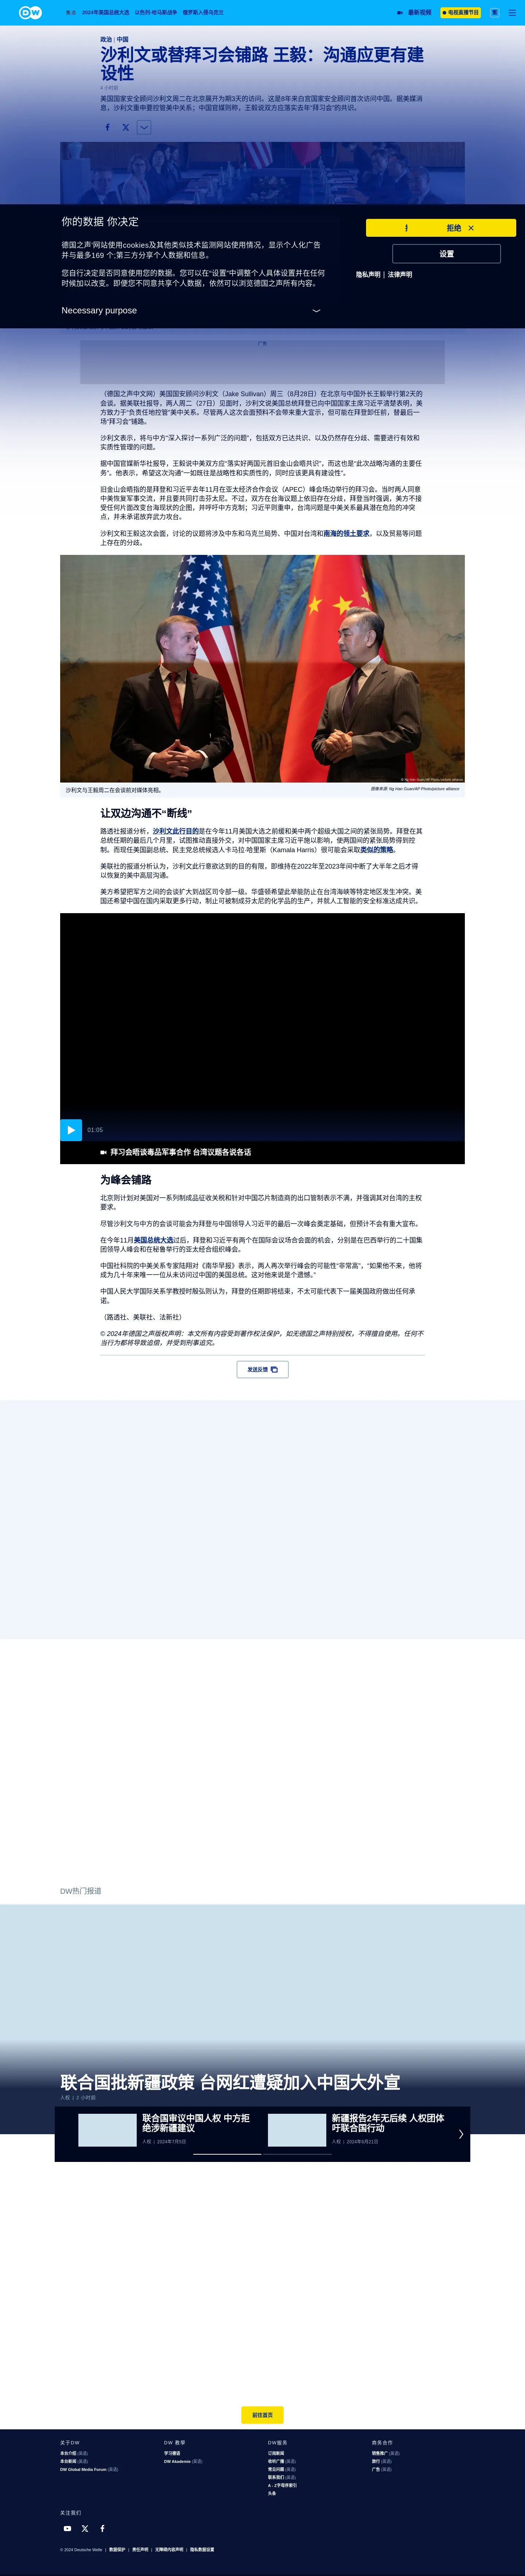 DW
焦点
2024年美国总统大选
以色列-哈马斯战争
俄罗斯入侵乌克兰
最新视频
电视直播节目
繁
政治 | 中国
沙利文或替拜习会铺路 王毅：沟通应更有建
设性
4 小时前
美国国家安全顾问沙利文周二在北京展开为期3天的访问。这是8年来白宫国家安全顾问首次访问中国。据美媒消
息，沙利文重申要控管美中关系；中国官媒则称，王毅说双方应落实去年“拜习会”的共识。
你的数据 你决定
德国之声‘网站使用cookies及其他类似技术监测网站使用情况，显示个人化广告
并与最多169 个,第三方分享个人数据和信息。
您自行决定是否同意使用您的数据。您可以在“设置”中调整个人具体设置并在任何
时候加以改变。即便您不同意共享个人数据，依然可以浏览德国之声所有内容。
Necessary purpose
拒绝
设置
隐私声明 | 法律声明
广告
（德国之声中文网）美国国安顾问沙利文（Jake Sullivan）周三（8月28日）在北京与中国外长王毅举行第2天的
会谈。据美联社报导，两人周二（27日）见面时，沙利文说美国总统拜登已向中国国家主席习近平清楚表明，美
方致力于“负责任地控管”美中关系。尽管两人这次会面预料不会带来重大宣示，但可能在拜登卸任前，替最后一
场“拜习会”铺路。
沙利文表示，将与中方“深入探讨一系列广泛的问题”，包括双方已达共识、以及仍然存在分歧、需要进行有效和
实质性管理的问题。
据中国官媒新华社报导，王毅说中美双方应“落实好两国元首旧金山会晤共识”，而这也是“此次战略沟通的主要任
务”。他表示，希望这次沟通“一如既往是战略性和实质性的，同时应该更具有建设性”。
旧金山会晤指的是拜登和习近平去年11月在亚太经济合作会议（APEC）峰会场边举行的拜习会。当时两人同意
中美恢复军事交流，并且要共同打击芬太尼。不过，双方在台海议题上依旧存在分歧，拜登当时强调，美方不接
受任何片面改变台海现状的企图，并呼吁中方克制；习近平则重申，台湾问题是中美关系最具潜在危险的冲突
点，并未承诺放弃武力攻台。
沙利文和王毅这次会面，讨论的议题将涉及中东和乌克兰局势、中国对台湾和南海的领土要求，以及贸易等问题
上存在的分歧。
© Ng Han Guan/AP Photo/picture alliance
沙利文与王毅周二在会谈前对媒体亮相。
图像来源: Ng Han Guan/AP Photo/picture alliance
让双边沟通不“断线”
路透社报道分析，沙利文此行目的是在今年11月美国大选之前缓和美中两个超级大国之间的紧张局势。拜登在其
总统任期的最后几个月里，试图推动直接外交，对中国国家主席习近平施以影响，使两国间的紧张局势得到控
制。而现任美国副总统、民主党总统候选人卡马拉·哈里斯（Kamala Harris）很可能会采取类似的策略。
美联社的报道分析认为，沙利文此行意欲达到的目的有限，即维持在2022年至2023年间中断了大半年之后才得
以恢复的美中高层沟通。
美方希望把军方之间的会谈扩大到战区司令部一级。华盛顿希望此举能防止在台湾海峡等特定地区发生冲突。美
国还希望中国在国内采取更多行动，制止可被制成芬太尼的化学品的生产，并就人工智能的安全标准达成共识。
01:05
拜习会晤谈毒品军事合作 台湾议题各说各话
为峰会铺路
北京则计划对美国对一系列制成品征收关税和针对中国芯片制造商的出口管制表示不满，并强调其对台湾的主权
要求。
尽管沙利文与中方的会谈可能会为拜登与中国领导人习近平的最后一次峰会奠定基础，但预计不会有重大宣布。
在今年11月美国总统大选过后，拜登和习近平有两个在国际会议场合会面的机会，分别是在巴西举行的二十国集
团领导人峰会和在秘鲁举行的亚太经合组织峰会。
中国社科院的中美关系专家陆翔对《南华早报》表示，两人再次举行峰会的可能性“非常高”，“如果他不来，他将
成为几十年来唯一一位从未访问过中国的美国总统。这对他来说是个遗憾。”
中国人民大学国际关系学教授时殷弘则认为，拜登的任期即将结束，不太可能代表下一届美国政府做出任何承
诺。
（路透社、美联社、法新社）
© 2024年德国之声版权声明：本文所有内容受到著作权法保护，如无德国之声特别授权，不得擅自使用。任何不
当行为都将导致追偿，并受到刑事追究。
发送反馈
DW热门报道
联合国批新疆政策 台网红遭疑加入中国大外宣
人权 | 3 小时前
联合国审议中国人权 中方拒
绝涉新疆建议
人权 | 2024年7月5日
新疆报告2年无后续 人权团体
吁联合国行动
人权 | 2024年6月21日
前往首页
关于DW
本台介绍 (英语)
本台新闻 (英语)
DW Global Media Forum (英语)
DW 教學
学习德语
DW Akademie (英语)
DW服务
订阅新闻
收听广播 (英语)
常见问题 (英语)
联系我们 (英语)
A - Z字母序索引
头条
商务合作
销售推广 (英语)
旅行 (英语)
广告 (英语)
关注我们
© 2024 Deutsche Welle | 数据保护 | 责任声明 | 无障碍内容声明 | 隐私数据设置